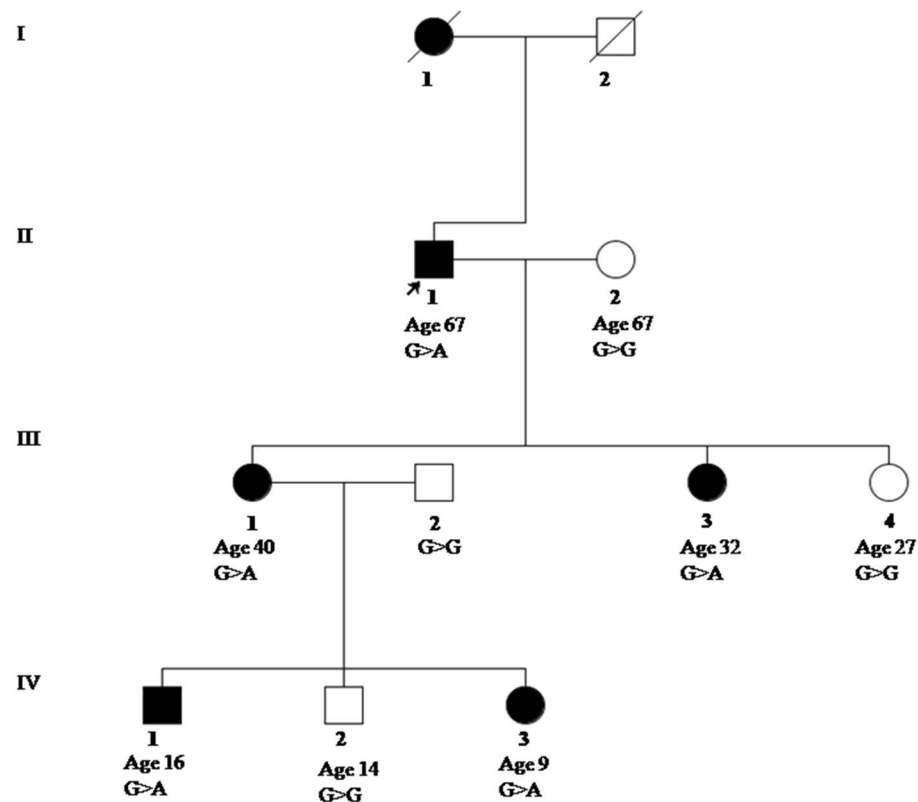 I
1 2
II
1 2
Age 67 Age 67
G>A G>G
III
1 2 3 4
Age 40 G>G Age 32 Age 27
G>A G>A G>G
IV
1 2 3
Age 16 Age 14 Age 9
G>A G>G G>A